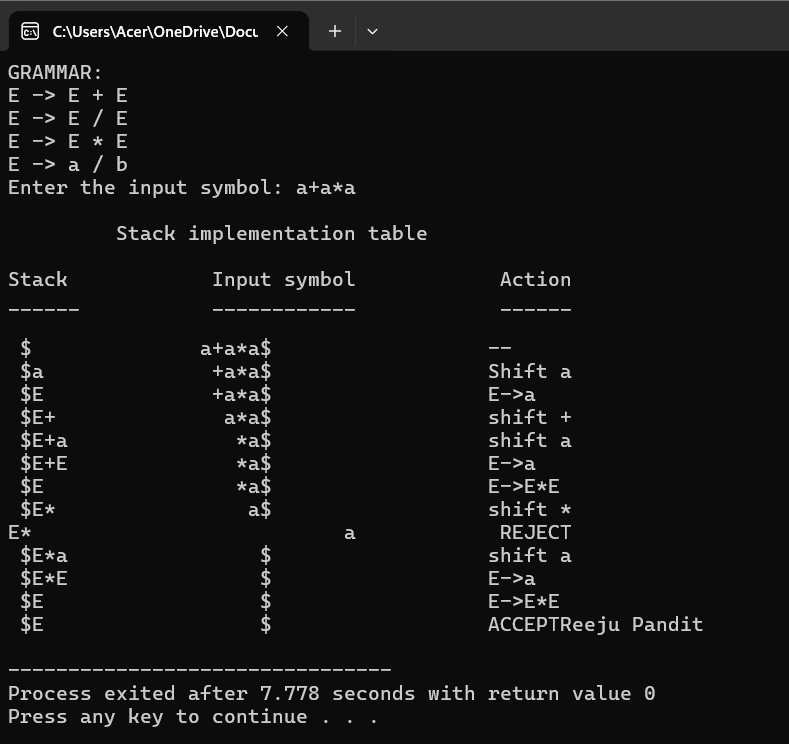 C:\Users\Acer\OneDrive\Docu
GRAMMAR:
E -> E + E
E -> E / E
E -> E * E
E -> a / b
Enter the input symbol: a+a*a
Stack implementation table
Stack            Input symbol            Action
------           ------------            ------
$              a+a*a$                  --
$a              +a*a$                  Shift a
$E              +a*a$                  E->a
$E+              a*a$                  shift +
$E+a              *a$                  shift a
$E+E              *a$                  E->a
$E                *a$                  E->E*E
$E*                a$                  shift *
E*                          a            REJECT
$E*a                $                  shift a
$E*E                $                  E->a
$E                  $                  E->E*E
$E                  $                  ACCEPTReeju Pandit
--------------------------------
Process exited after 7.778 seconds with return value 0
Press any key to continue . . .